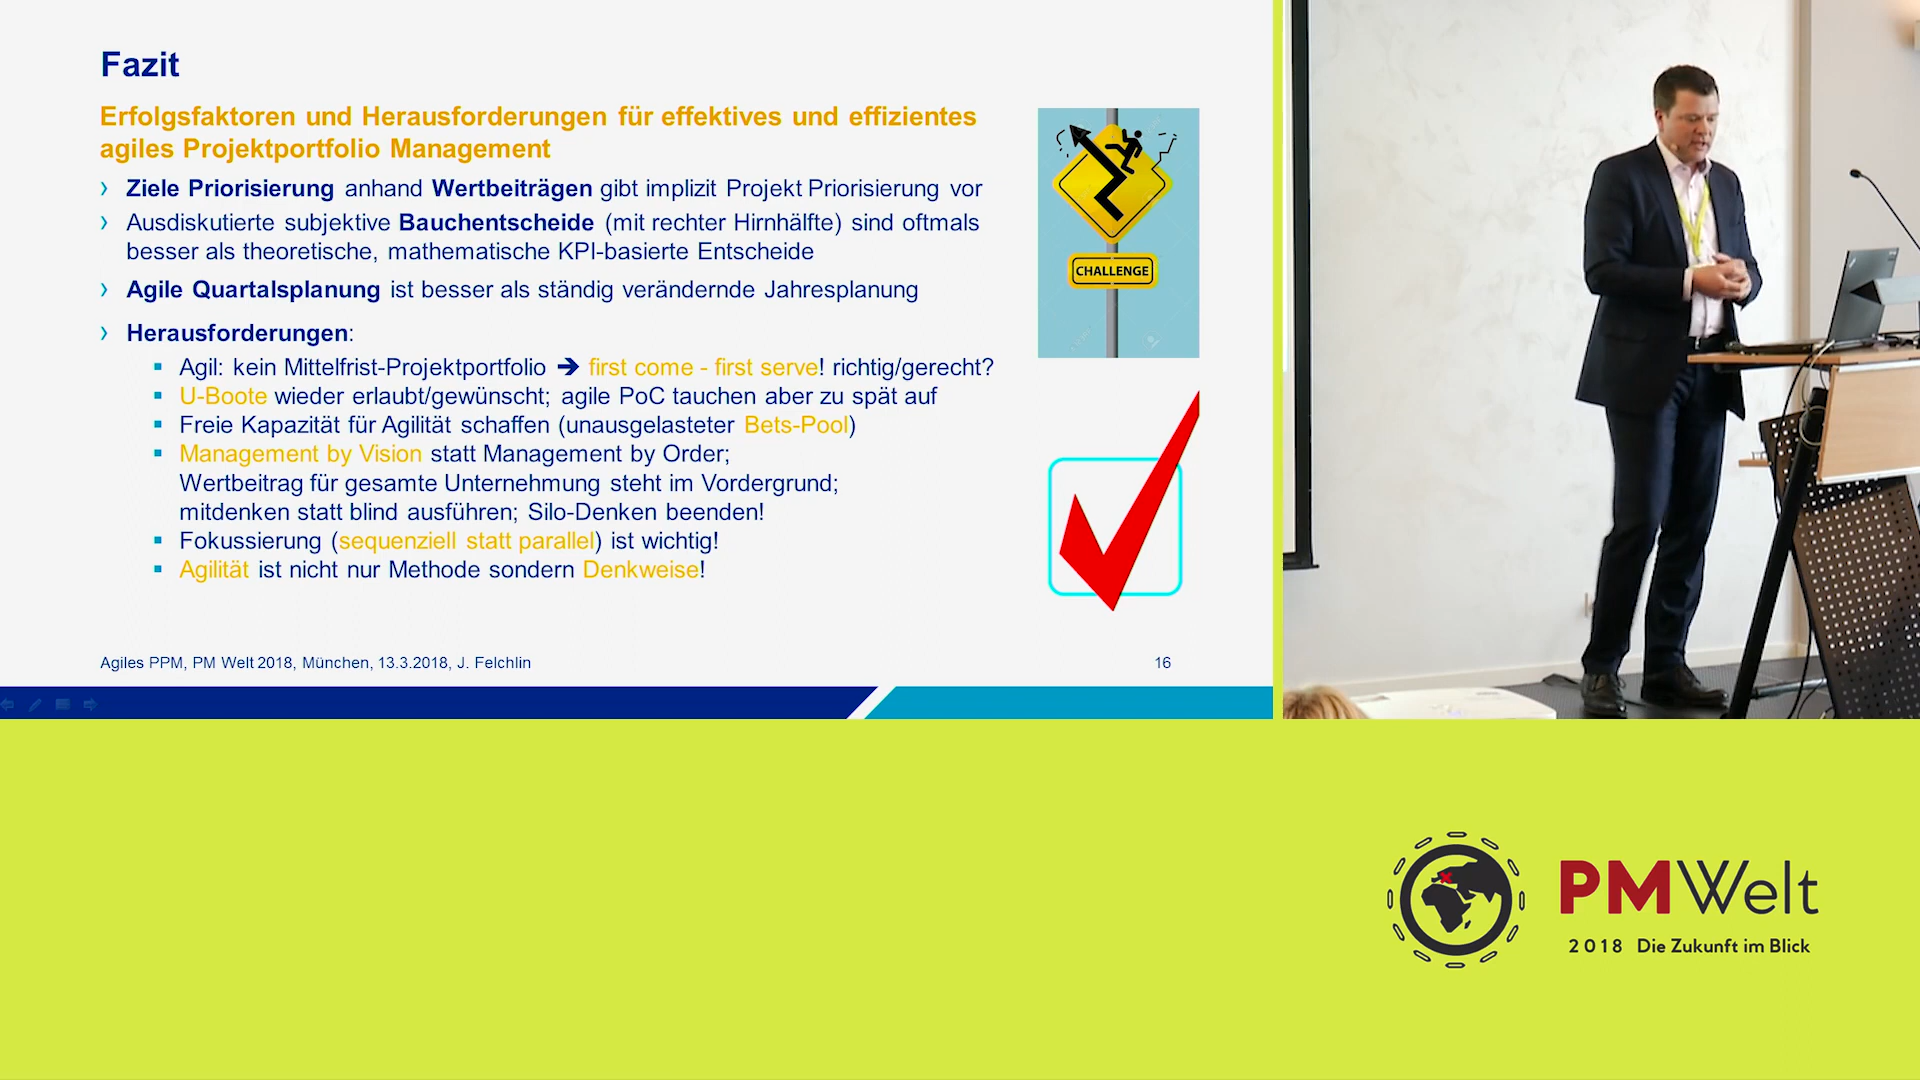 Fazit
Erfolgsfaktoren und Herausforderungen für effektives und effizientes
agiles Projektportfolio Management
› Ziele Priorisierung anhand Wertbeiträgen gibt implizit Projekt Priorisierung vor
› Ausdiskutierte subjektive Bauchentscheide (mit rechter Hirnhälfte) sind oftmals
besser als theoretische, mathematische KPI-basierte Entscheide
› Agile Quartalsplanung ist besser als ständig verändernde Jahresplanung
› Herausforderungen:
▪ Agil: kein Mittelfrist-Projektportfolio ➔ first come - first serve! richtig/gerecht?
▪ U-Boote wieder erlaubt/gewünscht; agile PoC tauchen aber zu spät auf
▪ Freie Kapazität für Agilität schaffen (unausgelasteter Bets-Pool)
▪ Management by Vision statt Management by Order;
Wertbeitrag für gesamte Unternehmung steht im Vordergrund;
mitdenken statt blind ausführen; Silo-Denken beenden!
▪ Fokussierung (sequenziell statt parallel) ist wichtig!
▪ Agilität ist nicht nur Methode sondern Denkweise!
CHALLENGE
Agiles PPM, PM Welt 2018, München, 13.3.2018, J. Felchlin
16
PMWelt
2018 Die Zukunft im Blick